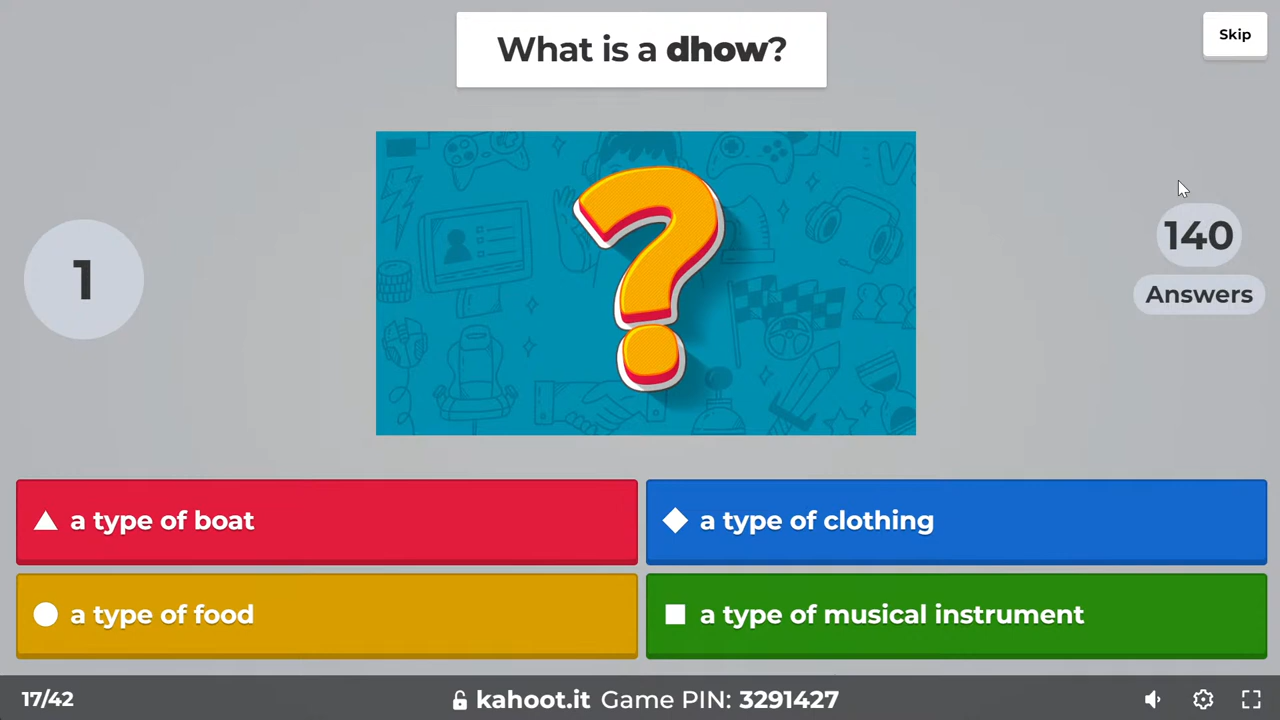 What is a dhow?
Skip
1
140
Answers
a type of boat
a type of clothing
a type of food
a type of musical instrument
17/42
kahoot.it Game PIN: 3291427